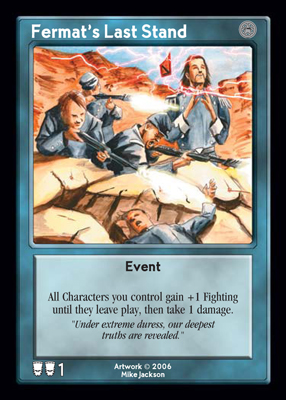 Fermat's Last Stand
Event
All Characters you control gain +1 Fighting
until they leave play, then take 1 damage.
"Under extreme duress, our deepest
truths are revealed."
1
Artwork © 2006
Mike Jackson